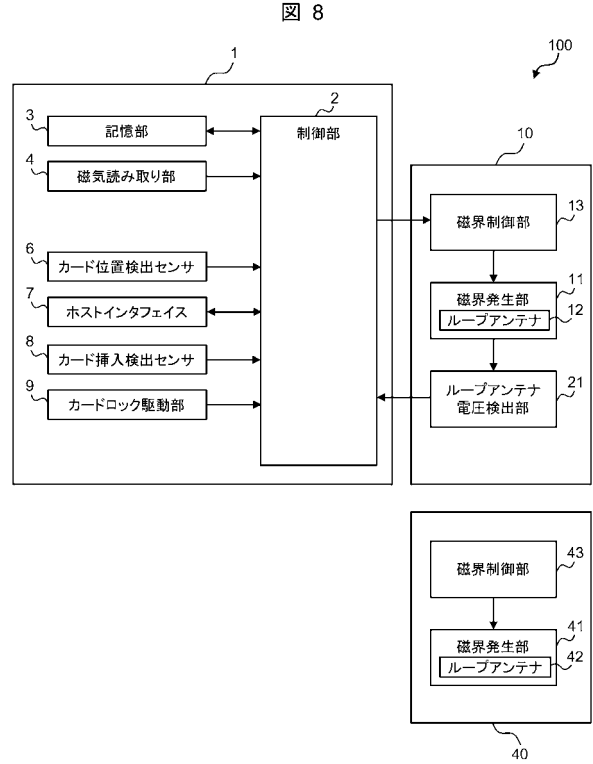 図 8
100
1
2
制御部
3
記憶部
4
磁気読み取り部
6
カード位置検出センサ
7
ホストインタフェイス
8
カード挿入検出センサ
9
カードロック駆動部
10
磁界制御部
13
磁界発生部
11
ループアンテナ
12
ループアンテナ
電圧検出部
21
磁界制御部
43
磁界発生部
41
ループアンテナ
42
40